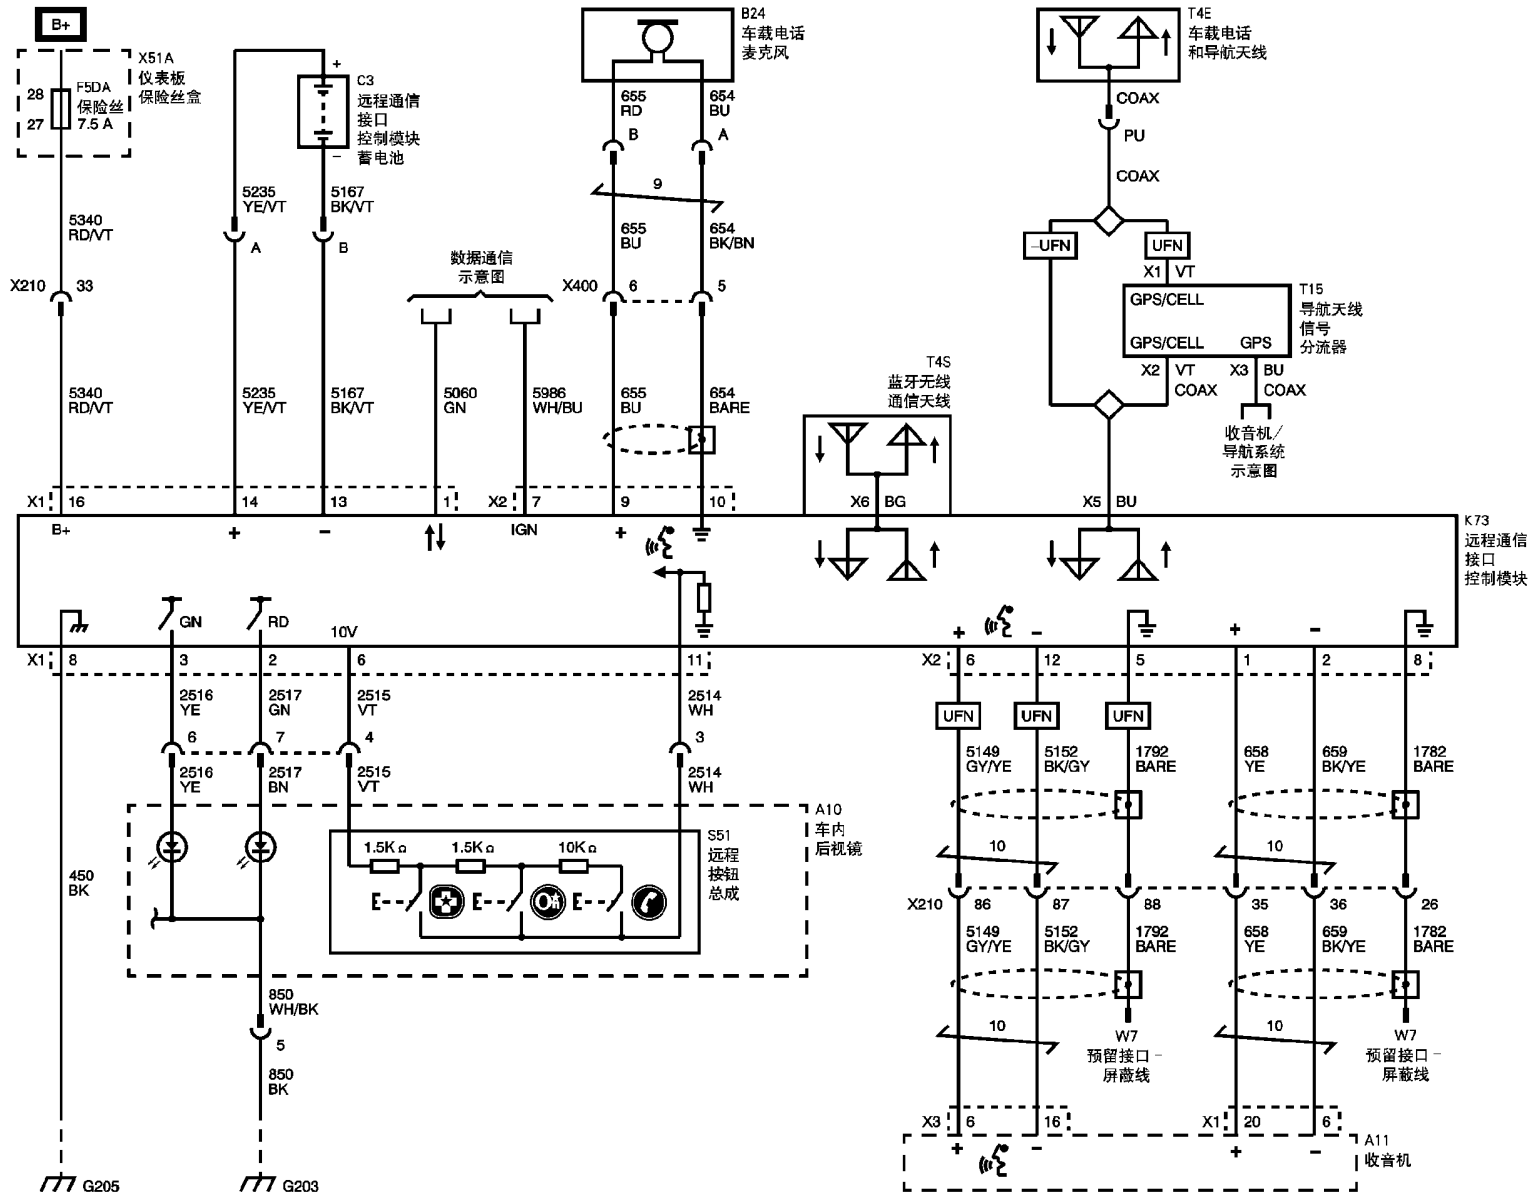 B+
X51A
仪表板
保险丝盒
28
27
F5DA
保险丝
7.5 A
5340
RD/VT
X210
33
5340
RD/VT
+
C3
远程通信
接口
控制模块
蓄电池
−
5235
YE/VT
A
5167
BK/VT
B
5235
YE/VT
5167
BK/VT
数据通信
示意图
5060
GN
5986
WH/BU
B24
车载电话
麦克风
655
RD
B
654
BU
A
9
655
BU
654
BK/BN
X400
6
5
655
BU
654
BARE
T4E
车载电话
和导航天线
COAX
PU
COAX
–UFN
UFN
X1
VT
GPS/CELL
GPS/CELL
GPS
T15
导航天线
信号
分流器
X2
VT
COAX
X3
BU
COAX
收音机/
导航系统
示意图
T4S
蓝牙无线
通信天线
X1
16
14
13
1
X2
7
9
10
X6
BG
X5
BU
B+
+
−
IGN
+
K73
远程通信
接口
控制模块
GN
RD
10V
+
−
+
−
X1
8
3
2
6
11
X2
6
12
5
1
2
8
2516
YE
2517
GN
2515
VT
2514
WH
6
7
4
3
2516
YE
2517
BN
2515
VT
2514
WH
UFN
UFN
UFN
5149
GY/YE
5152
BK/GY
1792
BARE
658
YE
659
BK/YE
1782
BARE
A10
车内
后视镜
S51
远程
按钮
总成
1.5KΩ
1.5KΩ
10KΩ
450
BK
10
10
X210
86
87
88
35
36
26
5149
GY/YE
5152
BK/GY
1792
BARE
658
YE
659
BK/YE
1782
BARE
850
WH/BK
5
850
BK
10
10
W7
预留接口 –
屏蔽线
W7
预留接口 –
屏蔽线
X3
6
16
X1
20
6
+
−
+
−
A11
收音机
G205
G203